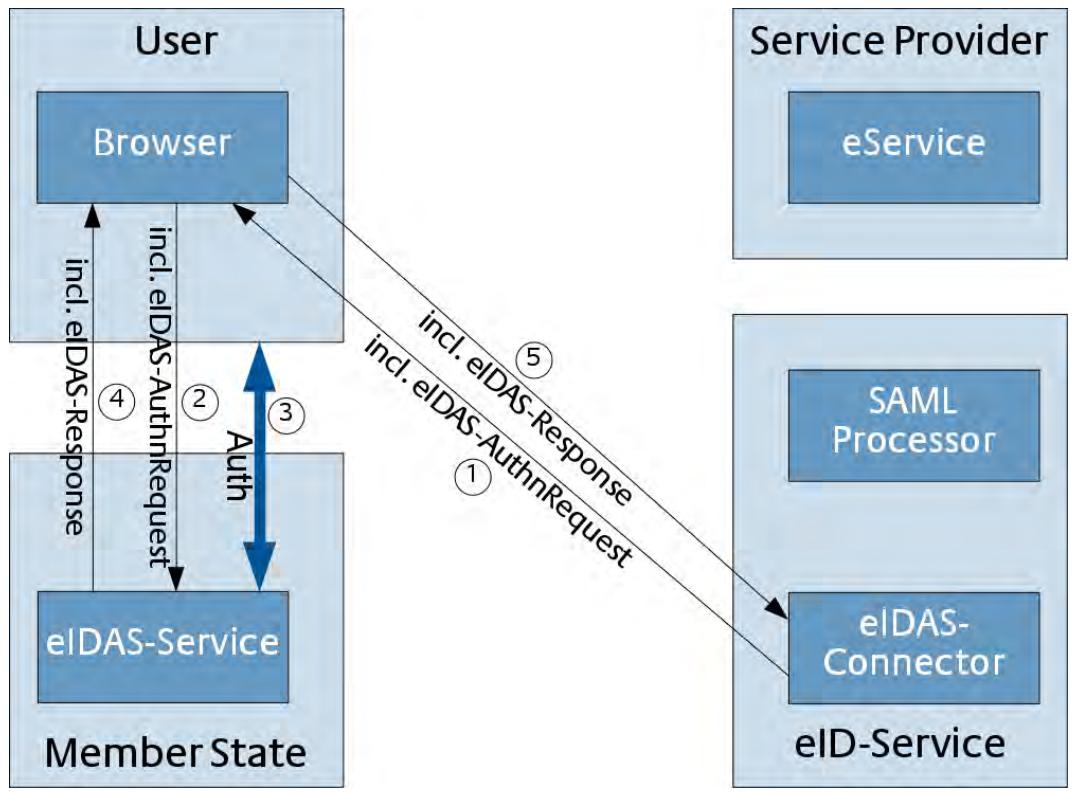 User
Browser
Service Provider
eService
incl. eIDAS-Response
4
incl. eIDAS-AuthnRequest
2
Auth
3
incl. eIDAS-Response
5
incl. eIDAS-AuthnRequest
1
SAML
Processor
eIDAS-Service
Member State
eIDAS-
Connector
eID-Service